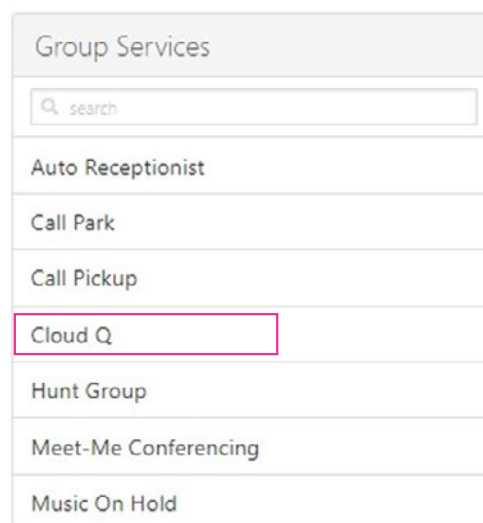 Group Services
search
Auto Receptionist
Call Park
Call Pickup
Cloud Q
Hunt Group
Meet-Me Conferencing
Music On Hold